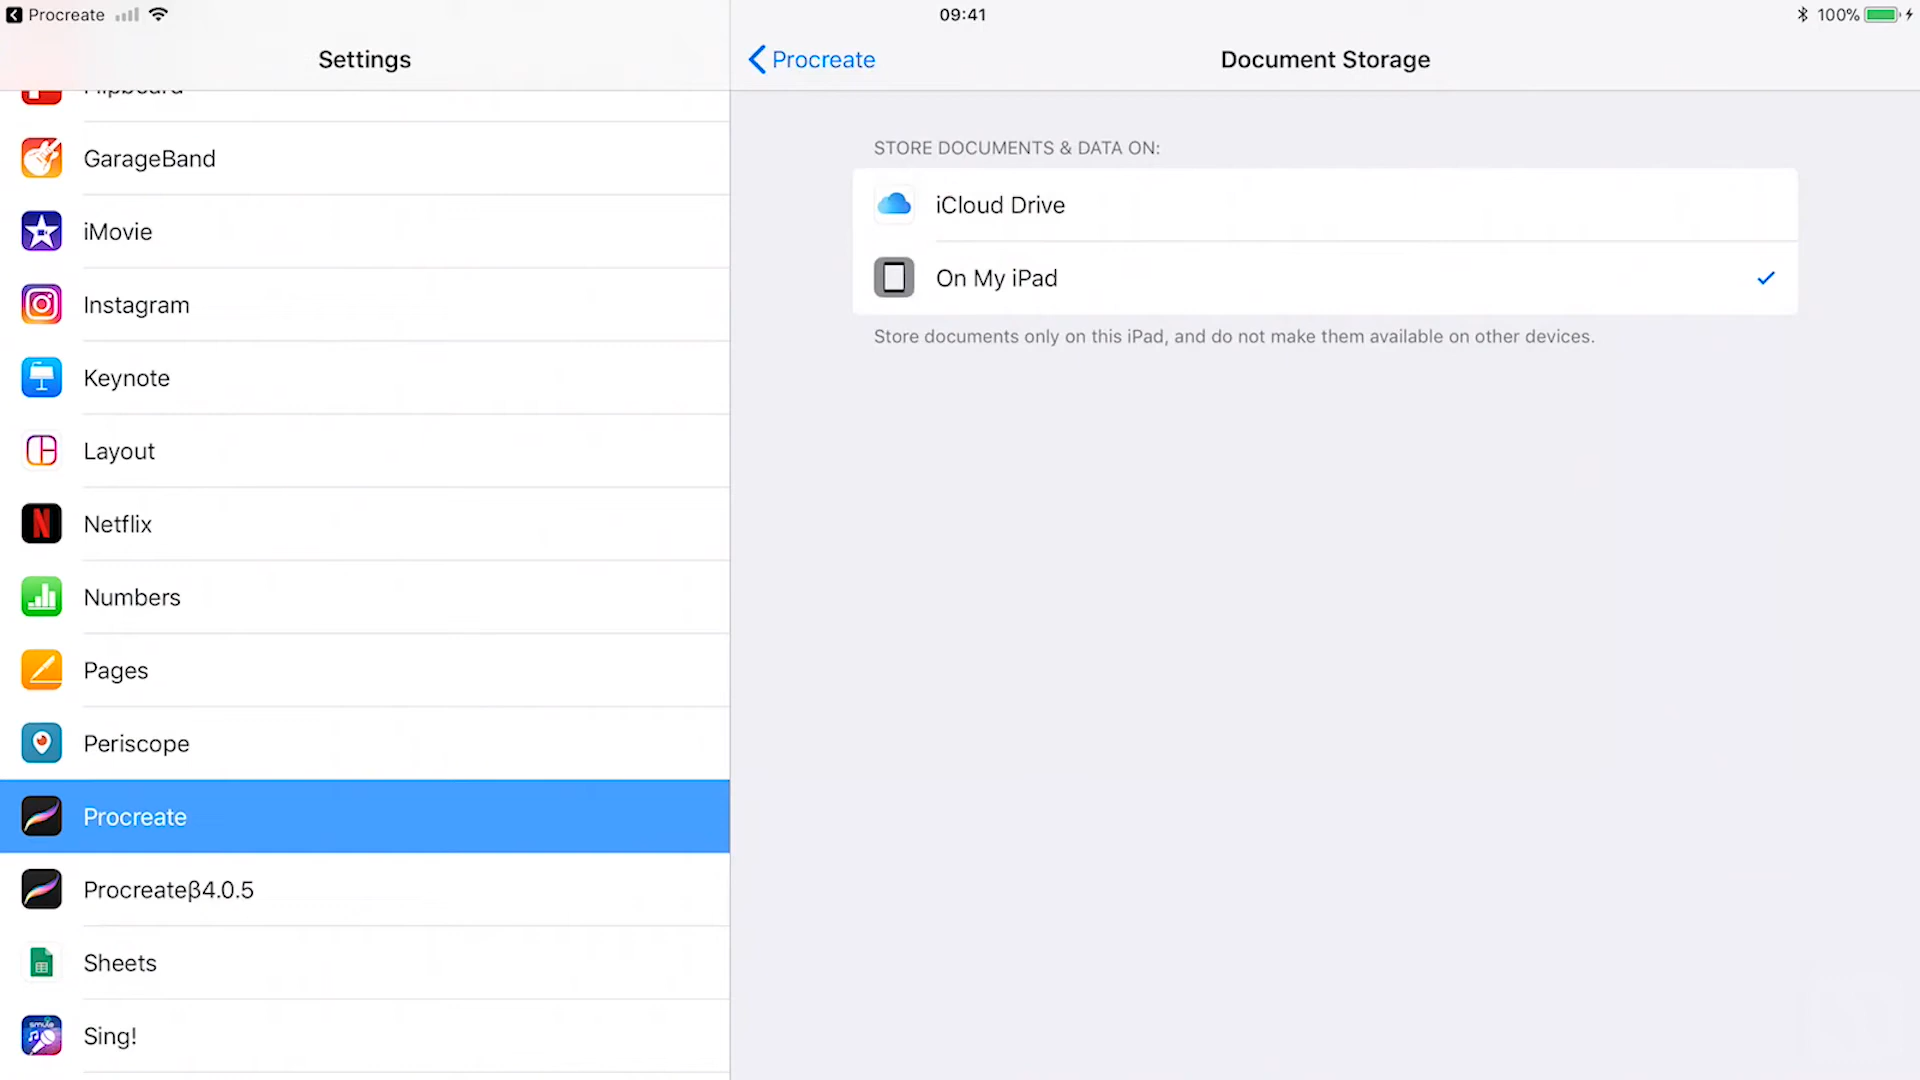 Procreate
09:41
100%
Settings
Procreate
Document Storage
Flipboard
GarageBand
iMovie
Instagram
Keynote
Layout
Netflix
Numbers
Pages
Periscope
Procreate
Procreateβ4.0.5
Sheets
smule
Sing!
STORE DOCUMENTS & DATA ON:
iCloud Drive
On My iPad
Store documents only on this iPad, and do not make them available on other devices.